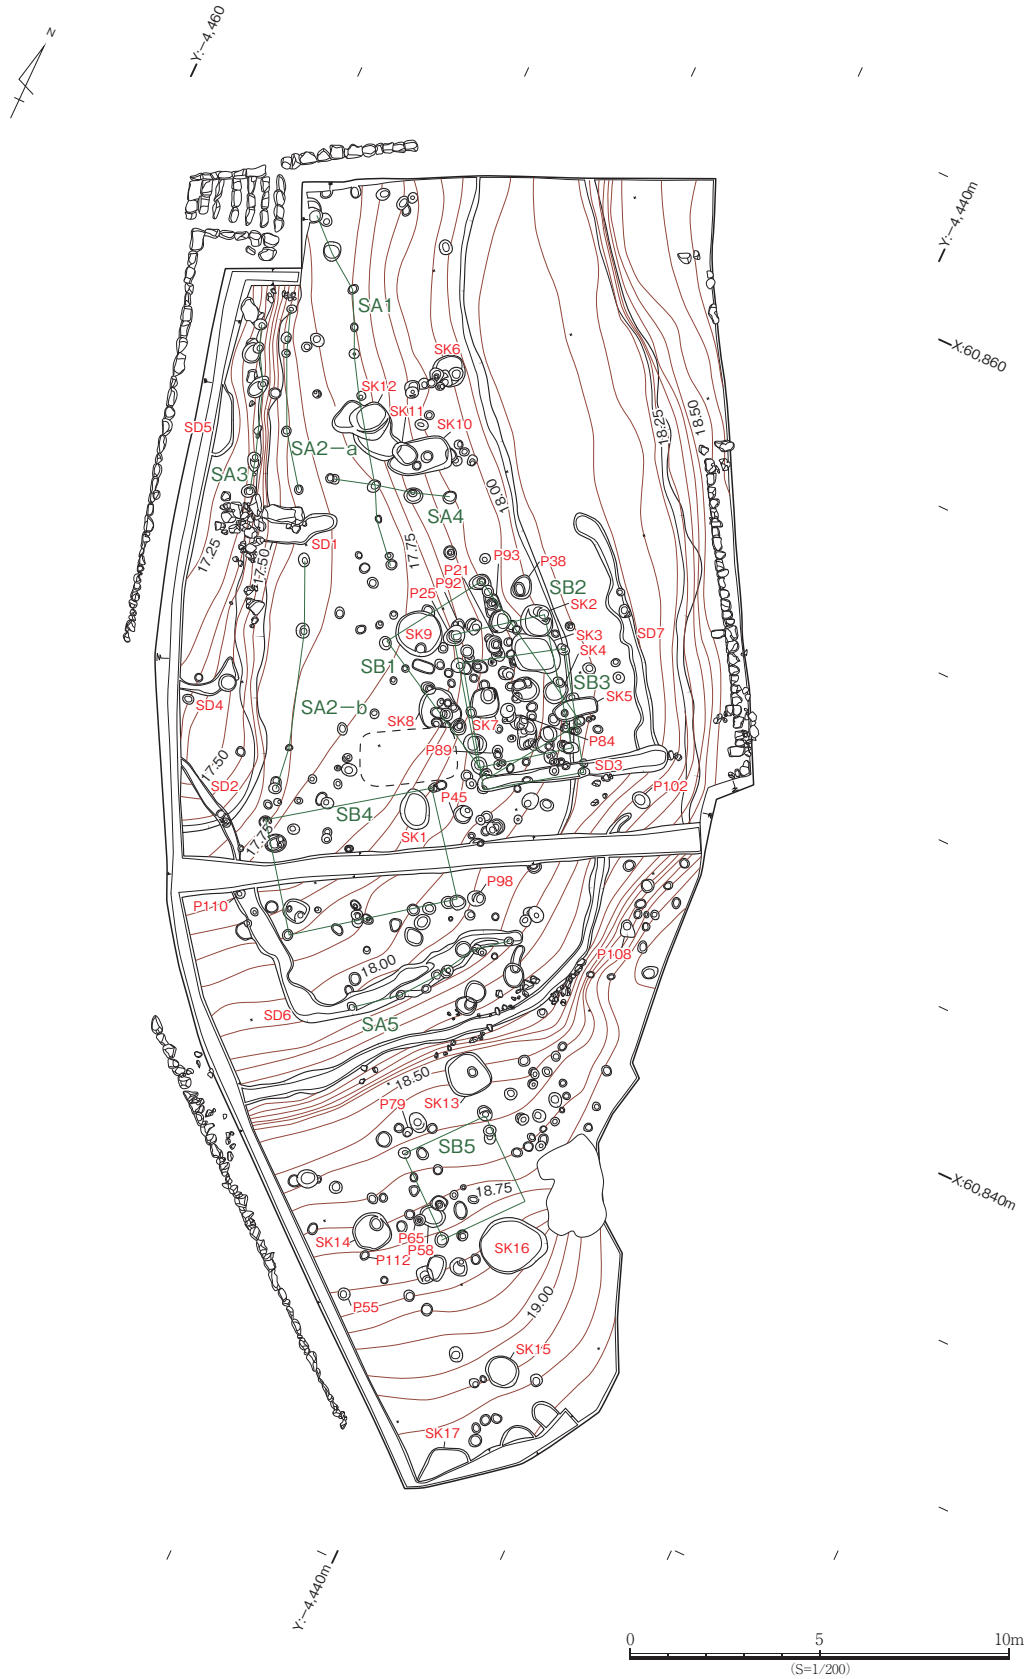 N
Y:−4,460
Y:−4,440m
X:60,860
SA1
SK6
SK12
SK11
SK10
SD5
SA2−a
SA3
18.25
18.50
18.00
SA4
SD1
17.25
17.50
17.75
P93
P21
P92
P38
P25
SB2
SK2
SK9
SK3
SK4
SD7
SB1
SB3
SK5
SD4
SA2−b
SK8
SK7
P84
P89
SD3
17.50
SD2
P102
P45
SB4
SK1
17.75
P98
P110
P108
18.00
SD6
SA5
18.50
SK13
P79
SB5
18.75
X:60,840m
SK14
P65
P58
SK16
P112
P55
19.00
SK15
SK17
Y:−4,440m
0 5 10m
(S=1/200)